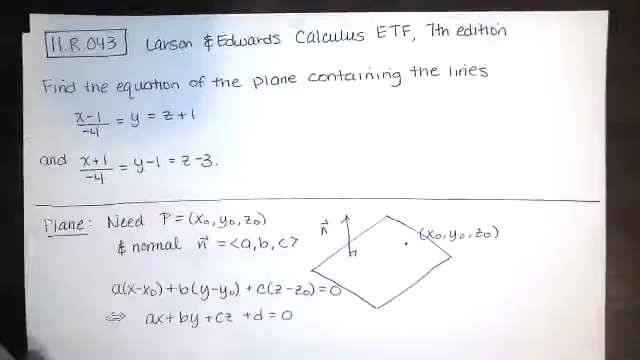 11.R.043 Larson & Edwards Calculus ETF, 7th edition
Find the equation of the plane containing the lines
x-1/-4 = y = z+1
and x+1/-4 = y-1 = z-3.
Plane: Need P=(x₀,y₀,z₀)
& normal n⃗ = <a,b,c>
n⃗
(x₀,y₀,z₀)
a(x-x₀)+b(y-y₀)+c(z-z₀)=0
⇒ ax+by+cz+d=0